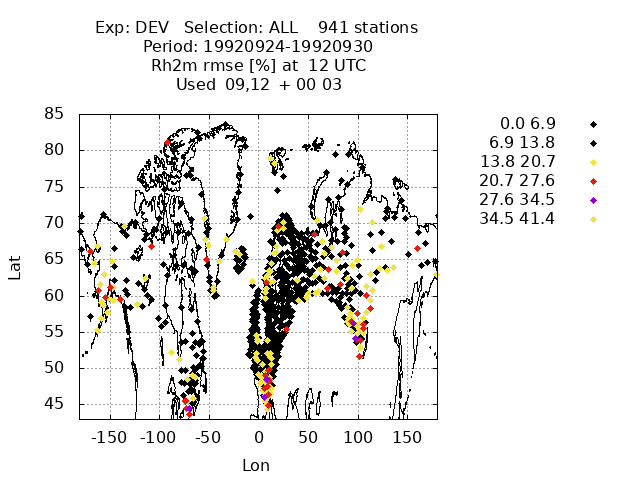 Exp: DEV Selection: ALL 941 stations
Period: 19920924-19920930
Rh2m rmse [%] at 12 UTC
Used 09,12 + 00 03
85
80
75
70
65
60
55
50
45
Lat
-150 -100 -50 0 50 100 150
Lon
0.0 6.9
6.9 13.8
13.8 20.7
20.7 27.6
27.6 34.5
34.5 41.4